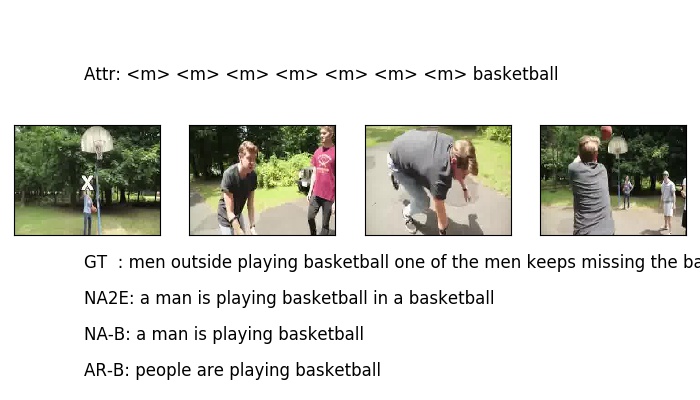 Attr: <m> <m> <m> <m> <m> <m> <m> basketball
X
GT : men outside playing basketball one of the men keeps missing the ba
NA2E: a man is playing basketball in a basketball
NA-B: a man is playing basketball
AR-B: people are playing basketball